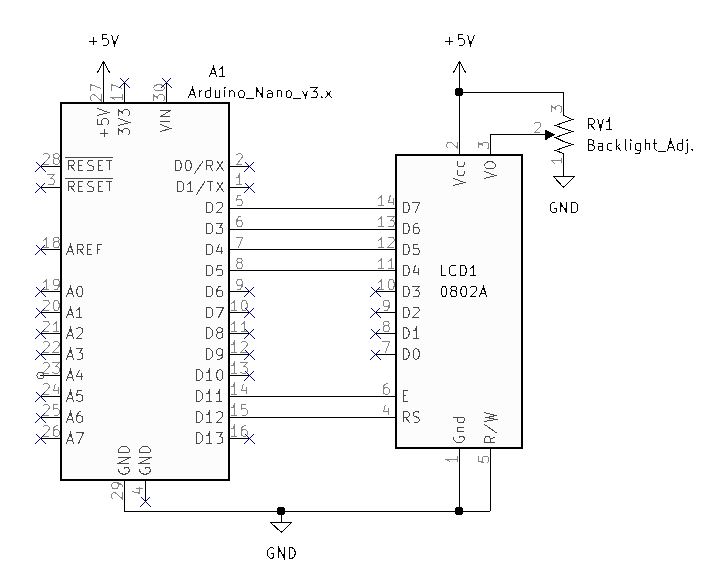 +5V
+5V
A1
Arduino_Nano_v3.x
27
17
30
+5V
3V3
VIN
2
3
Vcc
VO
3
2
1
RV1
Backlight_Adj.
GND
28 RESET
D0/RX 2
3 RESET
D1/TX 1
D2 5
14 D7
D3 6
13 D6
18 AREF
D4 7
12 D5
D5 8
11 D4
LCD1
19 A0
D6 9
10 D3
0802A
20 A1
D7 10
9 D2
21 A2
D8 11
8 D1
22 A3
D9 12
7 D0
23 A4
D10 13
24 A5
D11 14
6 E
25 A6
D12 15
4 RS
26 A7
D13 16
GND
GND
29
4
Gnd
R/W
1
5
GND